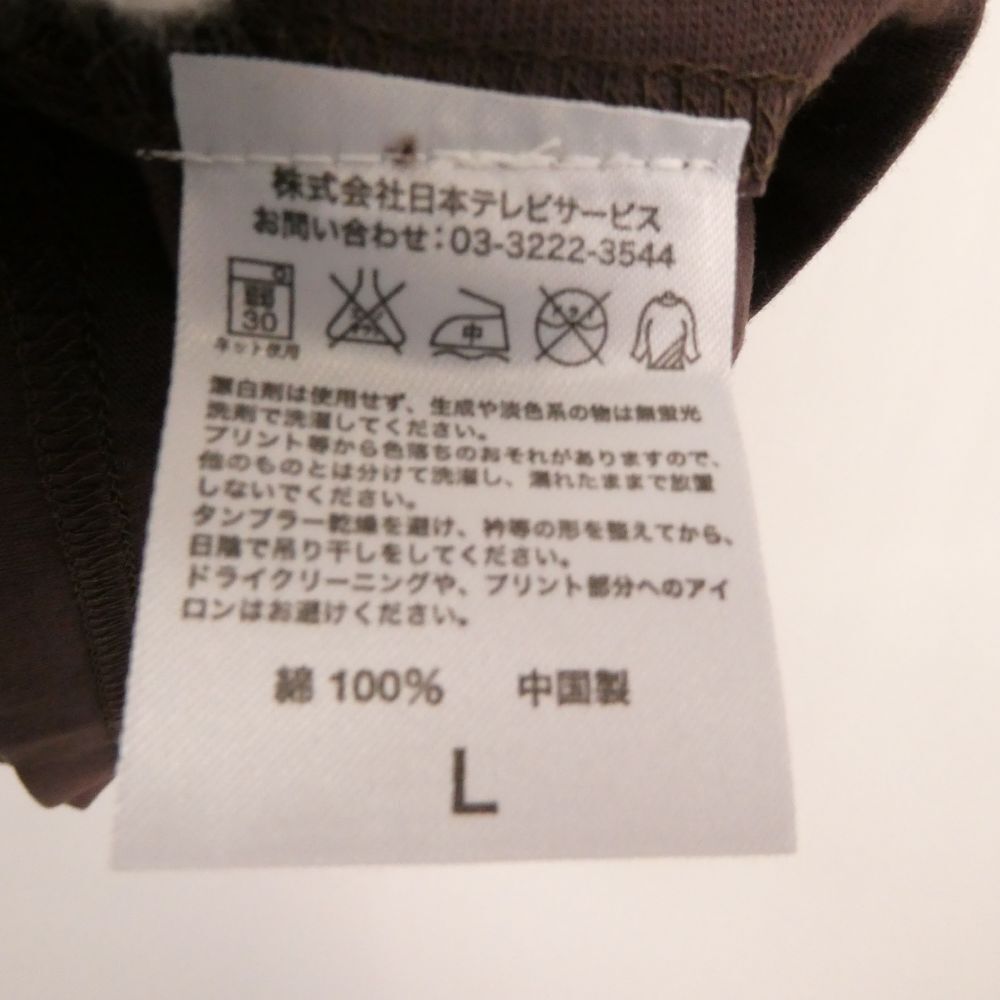 株式会社日本テレビサービス
お問い合わせ:03-3222-3544
弱
30
中
ドライ
ネット使用
漂白剤は使用せず、生成や淡色系の物は無蛍光
洗剤で洗濯してください。
プリント等から色落ちのおそれがありますので、
他のものとは分けて洗濯し、濡れたままで放置
しないでください。
タンブラー乾燥を避け、衿等の形を整えてから、
日陰で吊り干しをしてください。
ドライクリーニングや、プリント部分へのアイ
ロンはお避けください。
綿 100% 中国製
L